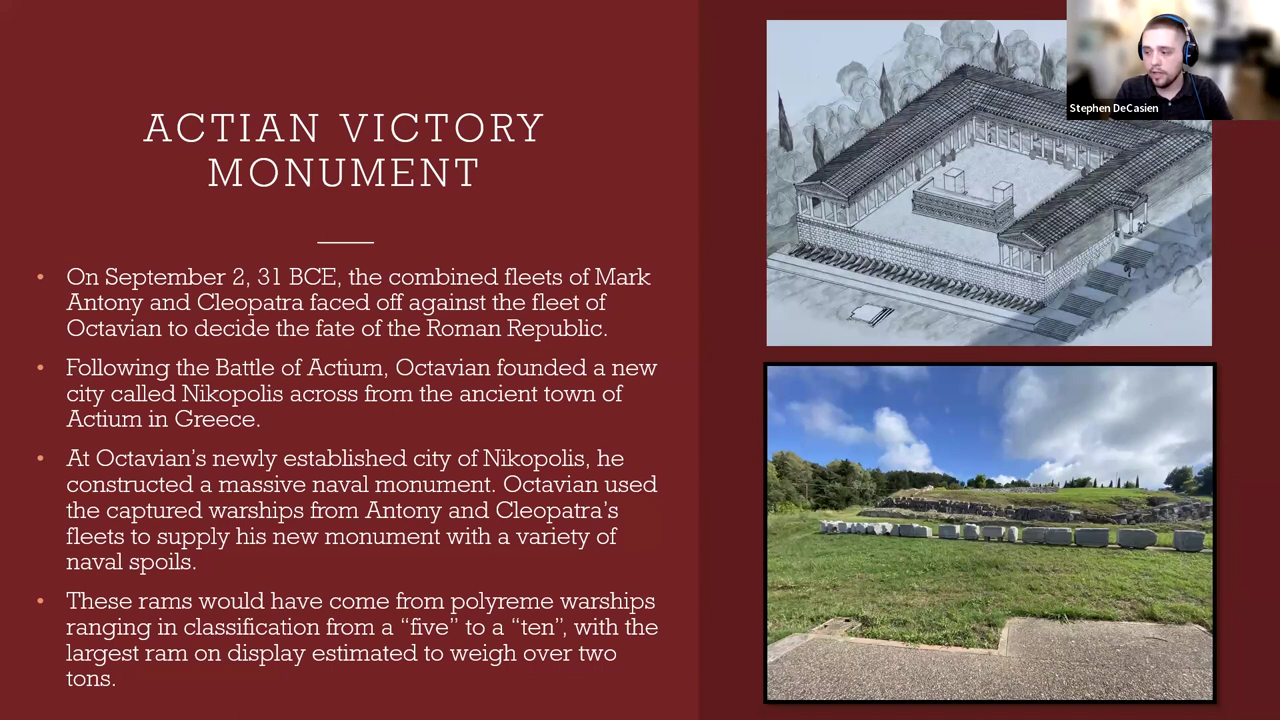 ACTIAN VICTORY
MONUMENT
• On September 2, 31 BCE, the combined fleets of Mark
Antony and Cleopatra faced off against the fleet of
Octavian to decide the fate of the Roman Republic.
• Following the Battle of Actium, Octavian founded a new
city called Nikopolis across from the ancient town of
Actium in Greece.
• At Octavian’s newly established city of Nikopolis, he
constructed a massive naval monument. Octavian used
the captured warships from Antony and Cleopatra’s
fleets to supply his new monument with a variety of
naval spoils.
• These rams would have come from polyreme warships
ranging in classification from a “five” to a “ten”, with the
largest ram on display estimated to weigh over two
tons.
Stephen DeCasien